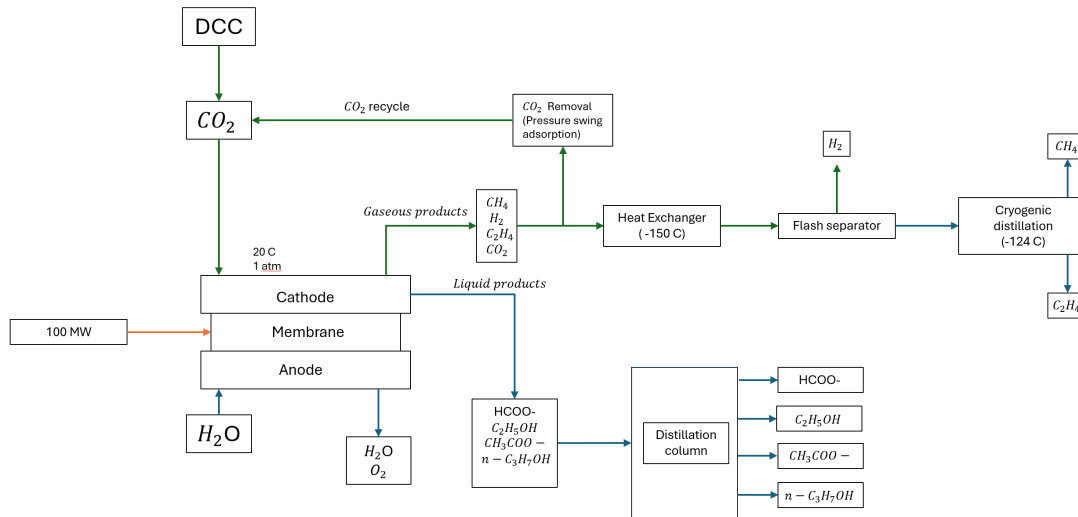 DCC
CO2
CO2 recycle
CO2 Removal
(Pressure swing
adsorption)
H2
CH4
Gaseous products
CH4
H2
C2H4
CO2
Heat Exchanger
( -150 C)
Flash separator
Cryogenic
distillation
(-124 C)
C2H4
20 C
1 atm
Liquid products
Cathode
100 MW
Membrane
Anode
H2O
H2O
O2
HCOO-
C2H5OH
CH3COO −
n − C3H7OH
Distillation
column
HCOO-
C2H5OH
CH3COO −
n − C3H7OH